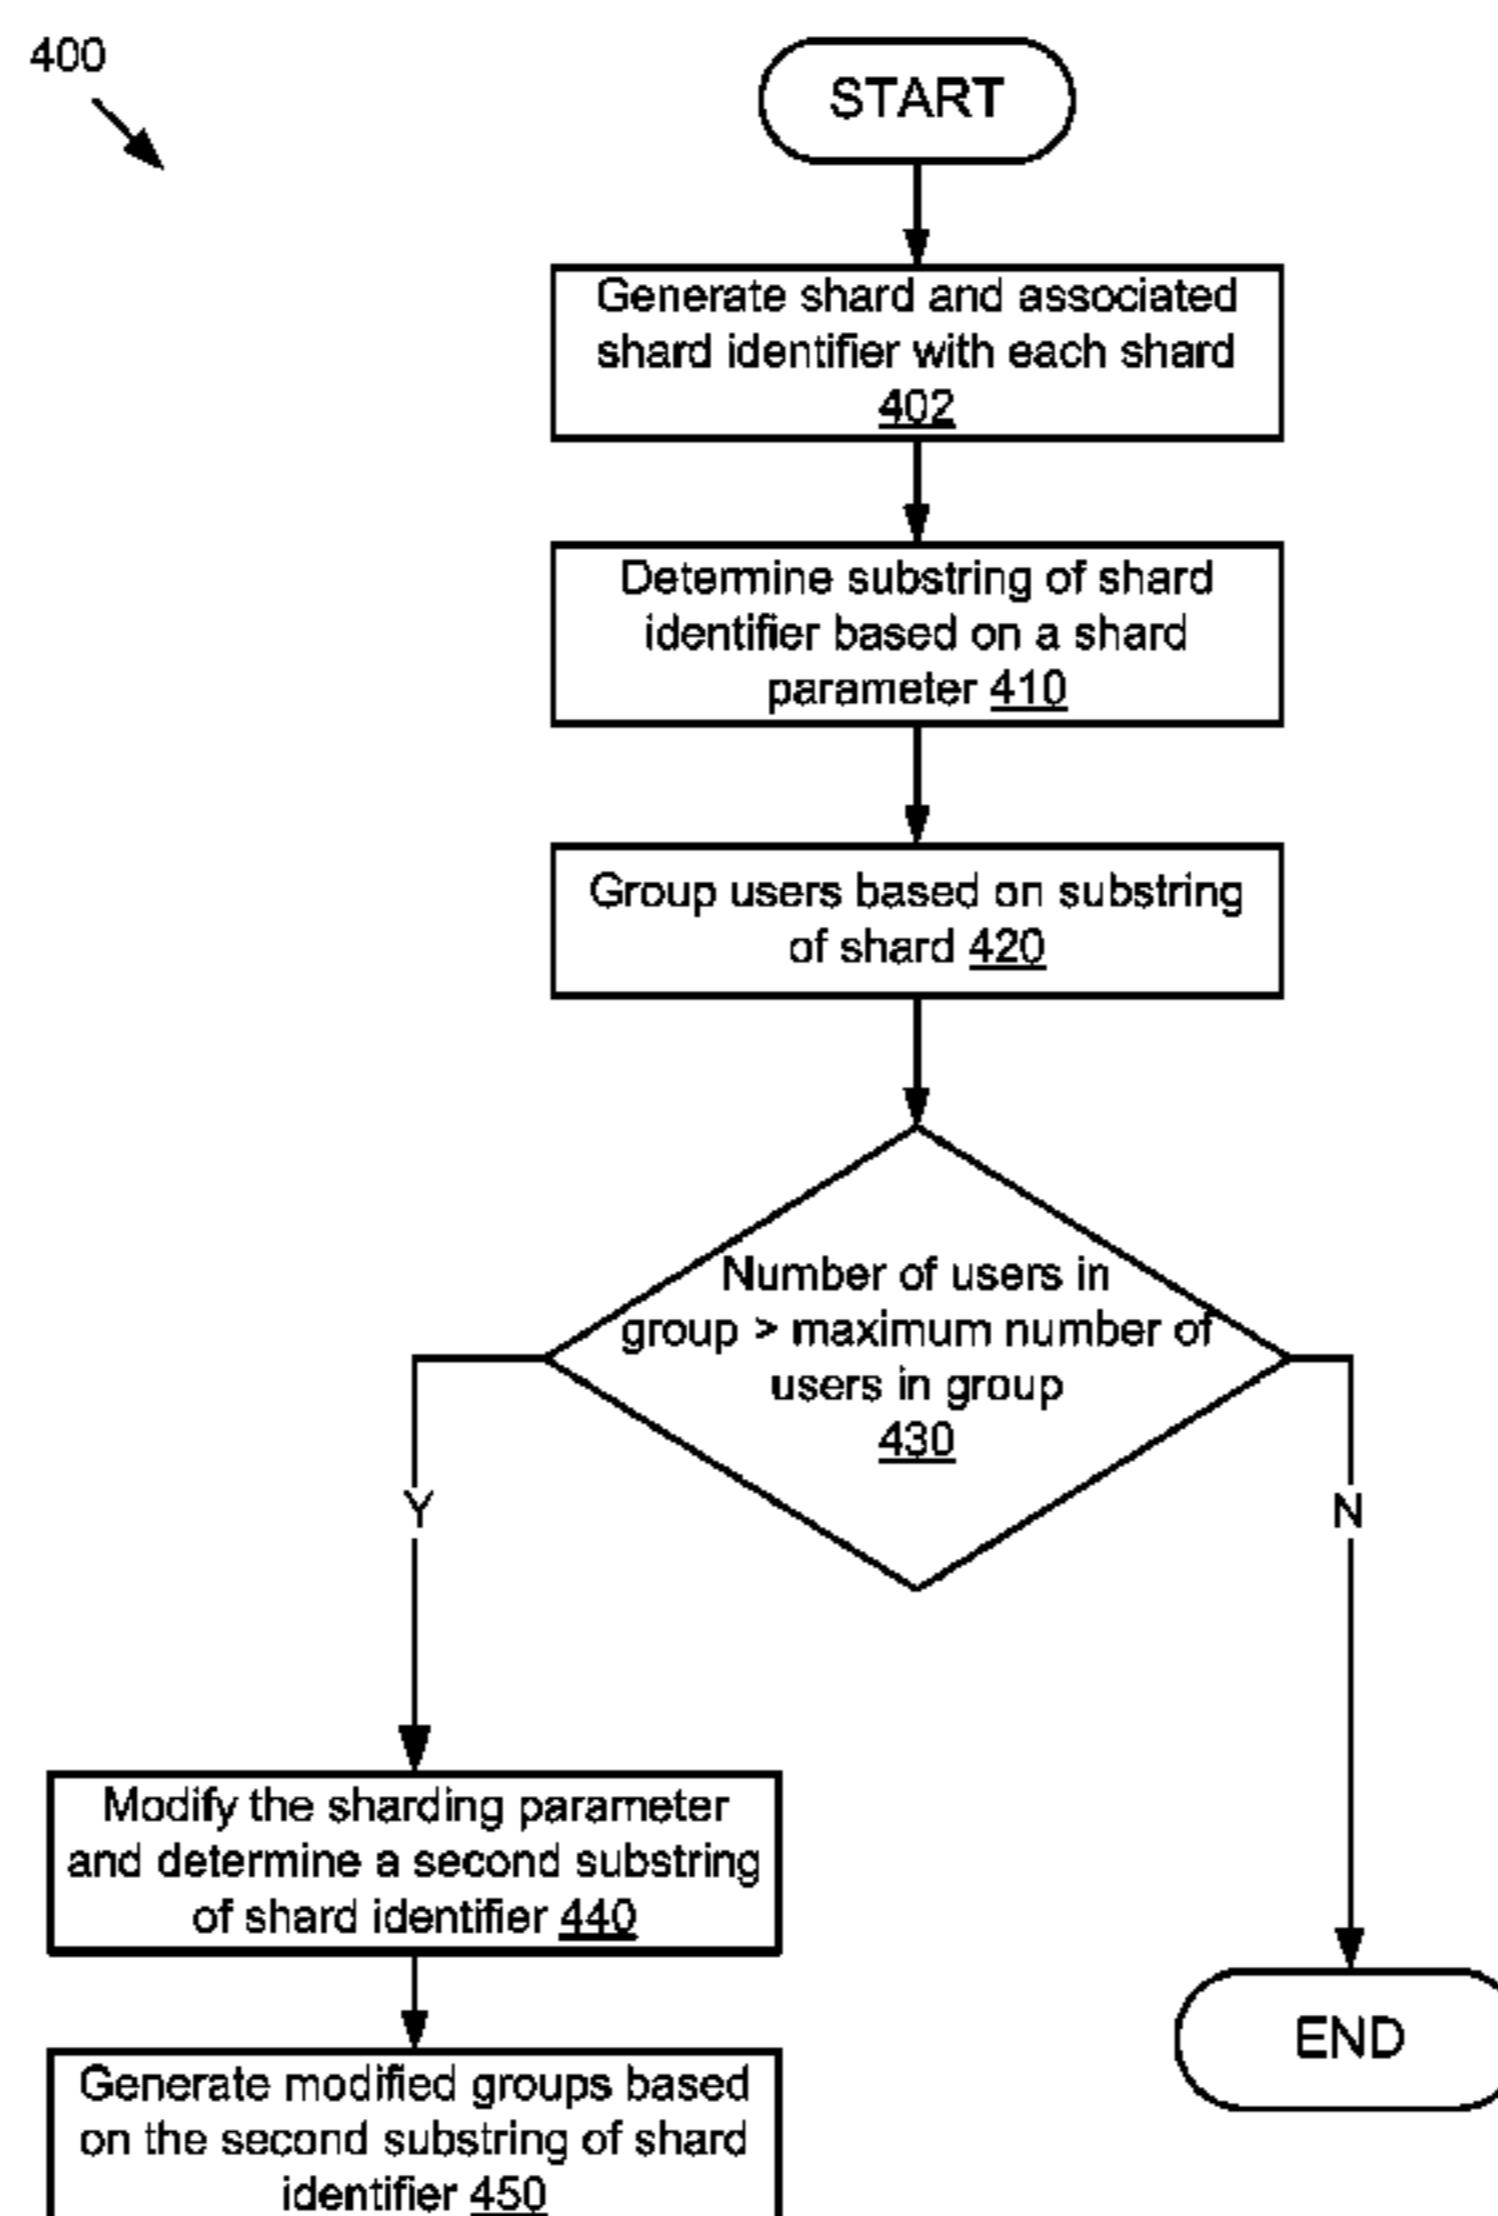 400
START
Generate shard and associated
shard identifier with each shard
402
Determine substring of shard
identifier based on a shard
parameter 410
Group users based on substring
of shard 420
Number of users in
group > maximum number of
users in group
430
Y
N
Modify the sharding parameter
and determine a second substring
of shard identifier 440
END
Generate modified groups based
on the second substring of shard
identifier 450